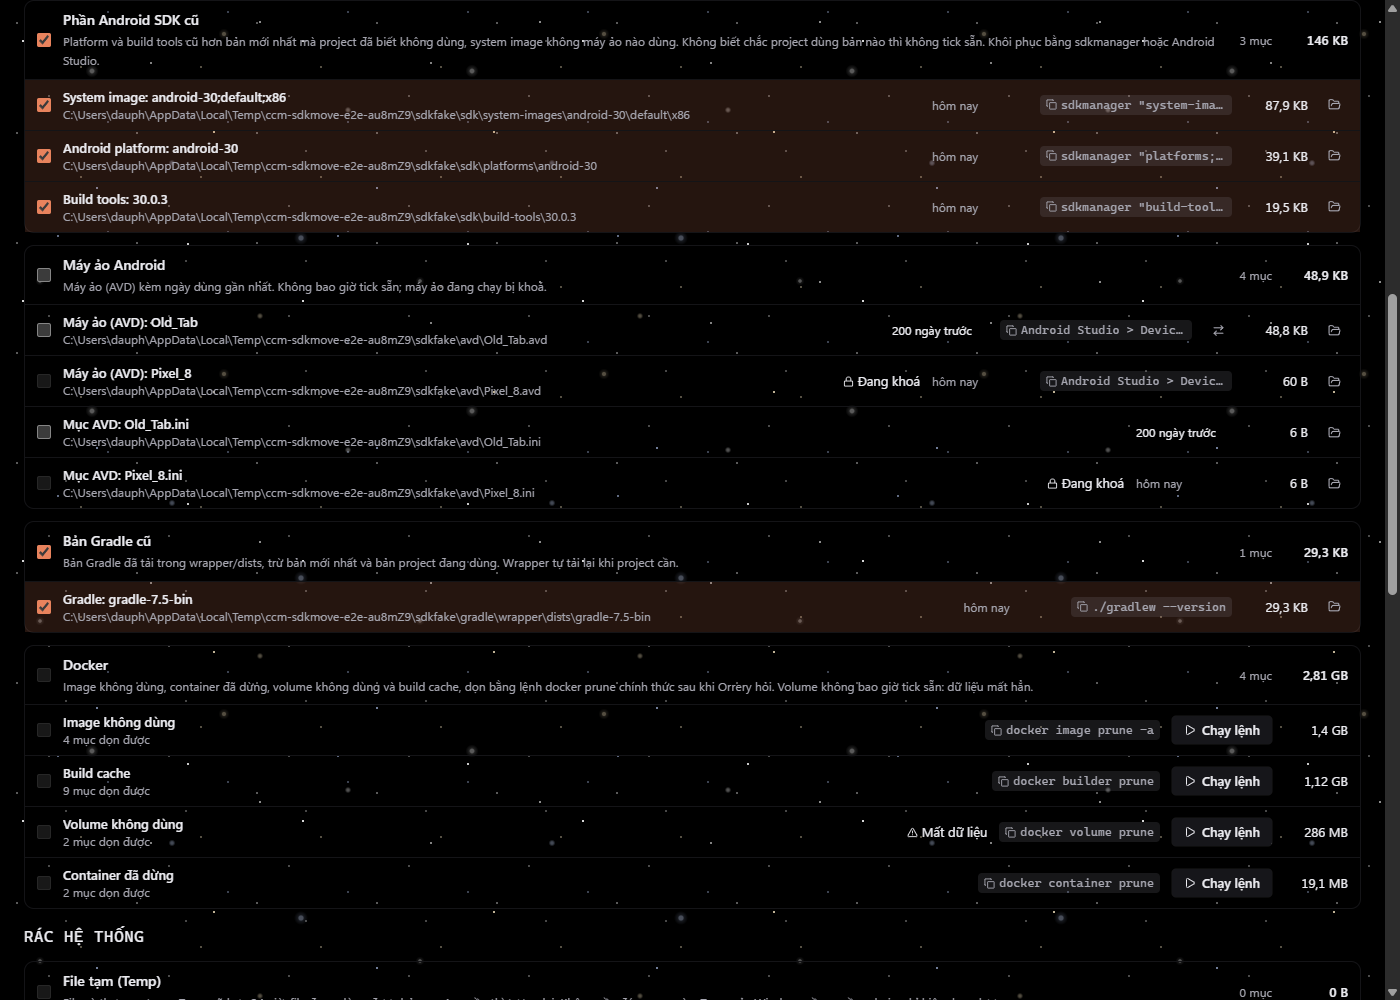 Phần Android SDK cũ
Platform và build tools cũ hơn bản mới nhất mà project đã biết không dùng, system image không máy ảo nào dùng. Không biết chắc project dùng bản nào thì không tick sẵn. Khôi phục bằng sdkmanager hoặc Android
Studio.
3 mục
146 KB
System image: android-30;default;x86
C:\Users\dauph\AppData\Local\Temp\ccm-sdkmove-e2e-au8mZ9\sdkfake\sdk\system-images\android-30\default\x86
hôm nay
sdkmanager "system-ima…
87,9 KB
Android platform: android-30
C:\Users\dauph\AppData\Local\Temp\ccm-sdkmove-e2e-au8mZ9\sdkfake\sdk\platforms\android-30
hôm nay
sdkmanager "platforms;…
39,1 KB
Build tools: 30.0.3
C:\Users\dauph\AppData\Local\Temp\ccm-sdkmove-e2e-au8mZ9\sdkfake\sdk\build-tools\30.0.3
hôm nay
sdkmanager "build-tool…
19,5 KB
Máy ảo Android
Máy ảo (AVD) kèm ngày dùng gần nhất. Không bao giờ tick sẵn; máy ảo đang chạy bị khoá.
4 mục
48,9 KB
Máy ảo (AVD): Old_Tab
C:\Users\dauph\AppData\Local\Temp\ccm-sdkmove-e2e-au8mZ9\sdkfake\avd\Old_Tab.avd
200 ngày trước
Android Studio > Devic…
48,8 KB
Máy ảo (AVD): Pixel_8
C:\Users\dauph\AppData\Local\Temp\ccm-sdkmove-e2e-au8mZ9\sdkfake\avd\Pixel_8.avd
Đang khoá
hôm nay
Android Studio > Devic…
60 B
Mục AVD: Old_Tab.ini
C:\Users\dauph\AppData\Local\Temp\ccm-sdkmove-e2e-au8mZ9\sdkfake\avd\Old_Tab.ini
200 ngày trước
6 B
Mục AVD: Pixel_8.ini
C:\Users\dauph\AppData\Local\Temp\ccm-sdkmove-e2e-au8mZ9\sdkfake\avd\Pixel_8.ini
Đang khoá
hôm nay
6 B
Bản Gradle cũ
Bản Gradle đã tải trong wrapper/dists, trừ bản mới nhất và bản project đang dùng. Wrapper tự tải lại khi project cần.
1 mục
29,3 KB
Gradle: gradle-7.5-bin
C:\Users\dauph\AppData\Local\Temp\ccm-sdkmove-e2e-au8mZ9\sdkfake\gradle\wrapper\dists\gradle-7.5-bin
hôm nay
./gradlew --version
29,3 KB
Docker
Image không dùng, container đã dừng, volume không dùng và build cache, dọn bằng lệnh docker prune chính thức sau khi Orrery hỏi. Volume không bao giờ tick sẵn: dữ liệu mất hẳn.
4 mục
2,81 GB
Image không dùng
4 mục dọn được
docker image prune -a
Chạy lệnh
1,4 GB
Build cache
9 mục dọn được
docker builder prune
Chạy lệnh
1,12 GB
Volume không dùng
2 mục dọn được
Mất dữ liệu
docker volume prune
Chạy lệnh
286 MB
Container đã dừng
2 mục dọn được
docker container prune
Chạy lệnh
19,1 MB
RÁC HỆ THỐNG
File tạm (Temp)
0 mục
0 B